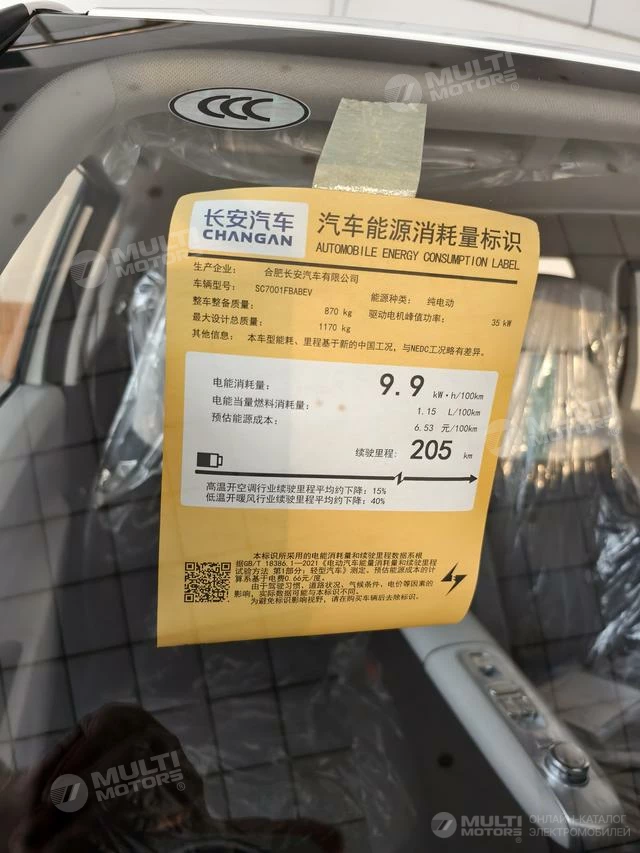 MULTI
MOTORS®
CCC
长安汽车
CHANGAN
汽车能源消耗量标识
AUTOMOBILE ENERGY CONSUMPTION LABEL
生产企业： 合肥长安汽车有限公司
车辆型号： SC7001FBABEV 能源种类： 纯电动
整车整备质量： 870 kg 驱动电机峰值功率： 35 kW
最大设计总质量： 1170 kg
其他信息： 本车型能耗、里程基于新的中国工况，与NEDC工况略有差异。
电能消耗量： 9.9 kW·h/100km
电能当量燃料消耗量： 1.15 L/100km
预估能源成本： 6.53 元/100km
续驶里程： 205 km
高温开空调行业续驶里程平均约下降：15%
低温开暖风行业续驶里程平均约下降：40%
本标识所采用的电能消耗量和续驶里程数据系根
据GB/T 18386.1—2021《电动汽车能量消耗量和续驶里程
试验方法 第1部分：轻型汽车》测定。预估能源成本的计
算系基于电费0.66元/度。
由于驾驶习惯、道路状况、气候条件、电价等因素的
影响，实际数据可能与本标识不同。
为避免标识影响视野，请在购买车辆后去除标识。
MULTI
MOTORS®
MULTI
MOTORS®
MULTI
MOTORS®
ОНЛАЙН-КАТАЛОГ
ЭЛЕКТРОМОБИЛЕЙ